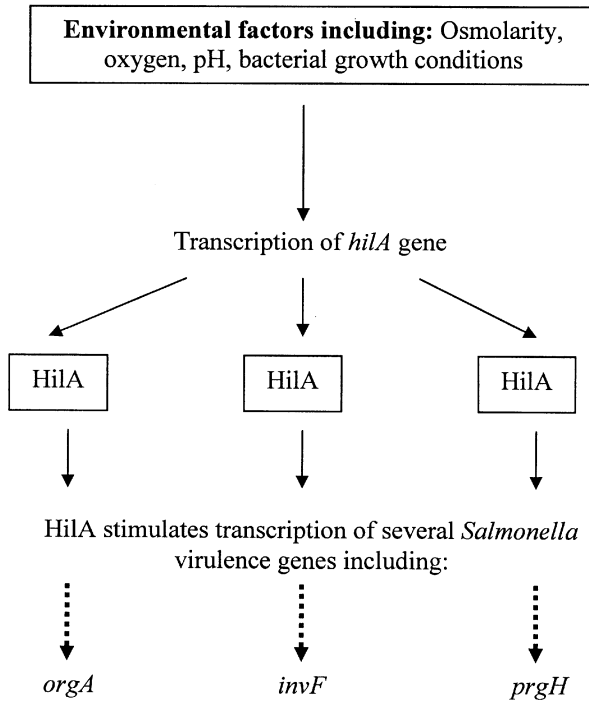 Environmental factors including: Osmolarity,
oxygen, pH, bacterial growth conditions
Transcription of hilA gene
HilA HilA HilA
HilA stimulates transcription of several Salmonella
virulence genes including:
orgA invF prgH